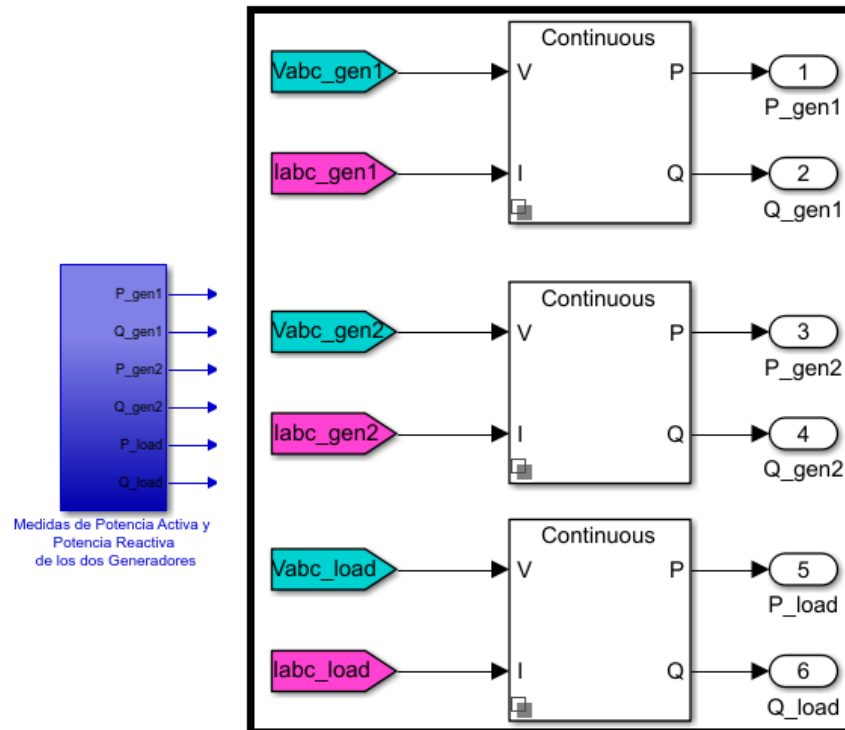 P_gen1
Q_gen1
P_gen2
Q_gen2
P_load
Q_load
Medidas de Potencia Activa y
Potencia Reactiva
de los dos Generadores
Continuous
Vabc_gen1
V
P
1
P_gen1
Iabc_gen1
I
Q
2
Q_gen1
Continuous
Vabc_gen2
V
P
3
P_gen2
Iabc_gen2
I
Q
4
Q_gen2
Continuous
Vabc_load
V
P
5
P_load
Iabc_load
I
Q
6
Q_load